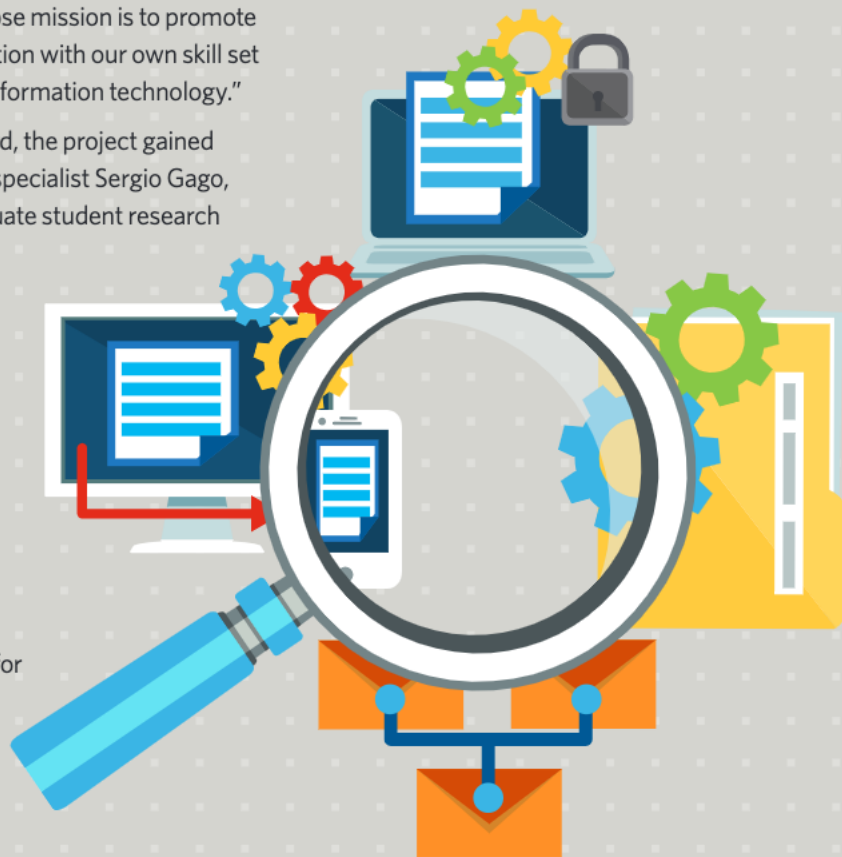 ose mission is to promote
tion with our own skill set
formation technology.”
d, the project gained
specialist Sergio Gago,
uate student research
for